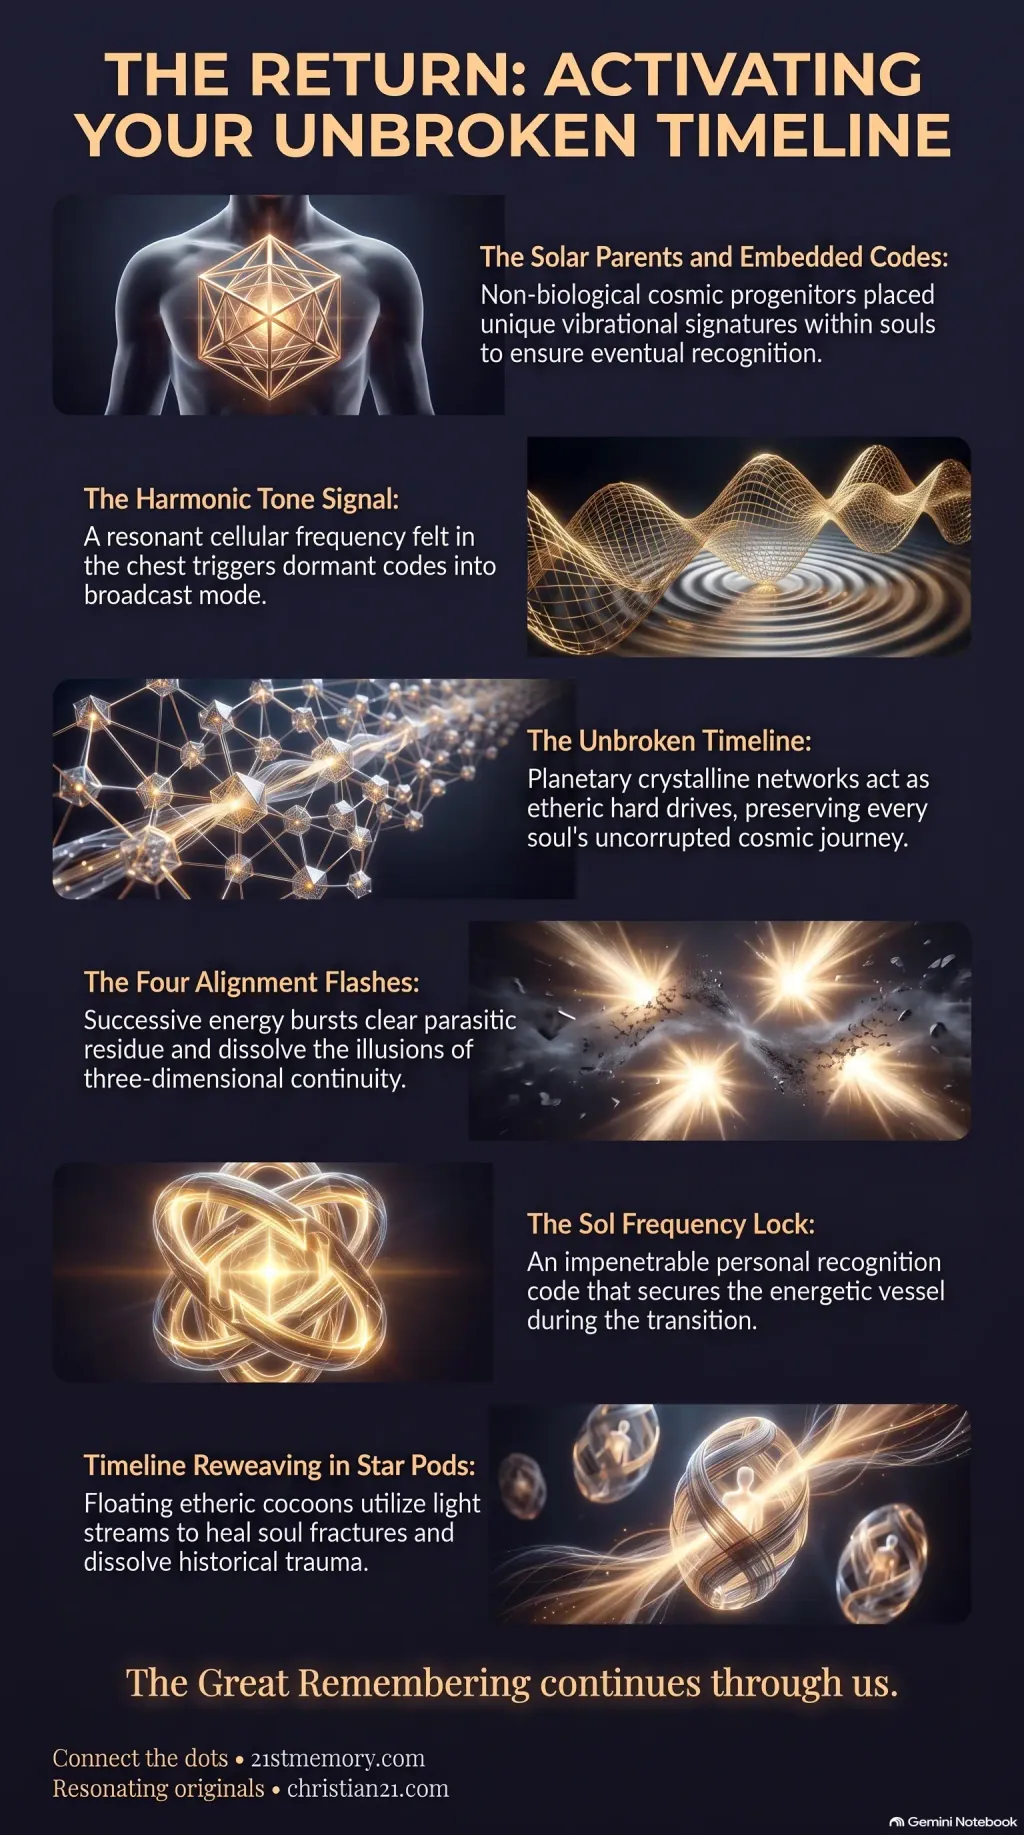 THE RETURN: ACTIVATING
YOUR UNBROKEN TIMELINE
The Solar Parents and Embedded Codes:
Non-biological cosmic progenitors placed
unique vibrational signatures within souls
to ensure eventual recognition.
The Harmonic Tone Signal:
A resonant cellular frequency felt in
the chest triggers dormant codes into
broadcast mode.
The Unbroken Timeline:
Planetary crystalline networks act as
etheric hard drives, preserving every
soul's uncorrupted cosmic journey.
The Four Alignment Flashes:
Successive energy bursts clear parasitic
residue and dissolve the illusions of
three-dimensional continuity.
The Sol Frequency Lock:
An impenetrable personal recognition
code that secures the energetic vessel
during the transition.
Timeline Reweaving in Star Pods:
Floating etheric cocoons utilize light
streams to heal soul fractures and
dissolve historical trauma.
The Great Remembering continues through us.
Connect the dots • 21stmemory.com
Resonating originals • christian21.com
Gemini Notebook